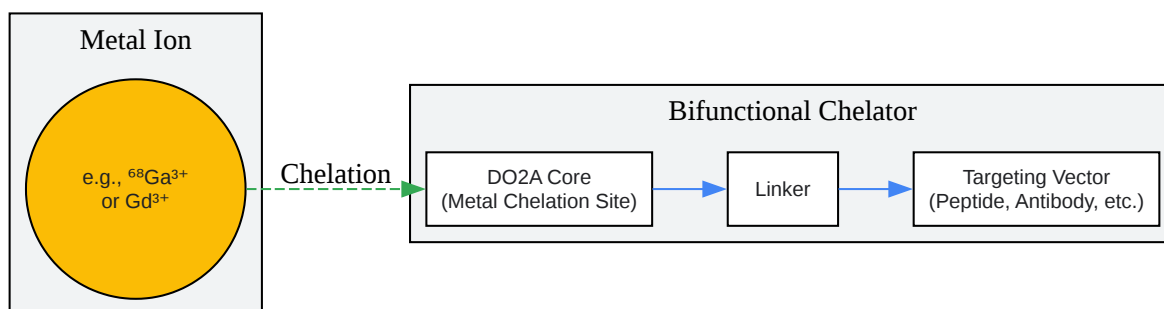 Metal Ion
e.g., ⁶⁸Ga³⁺
or Gd³⁺
Chelation
Bifunctional Chelator
DO2A Core
(Metal Chelation Site)
Linker
Targeting Vector
(Peptide, Antibody, etc.)